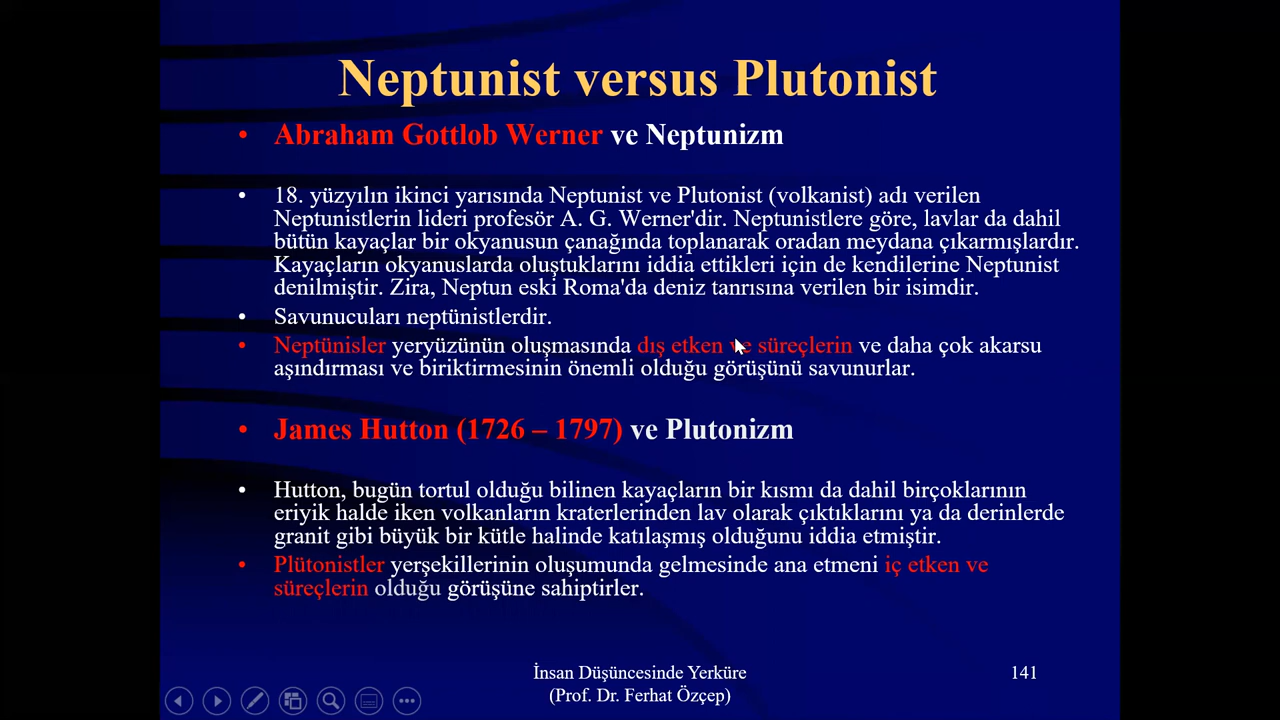 Neptunist versus Plutonist
• Abraham Gottlob Werner ve Neptunizm
• 18. yüzyılın ikinci yarısında Neptunist ve Plutonist (volkanist) adı verilen
Neptunistlerin lideri profesör A. G. Werner'dir. Neptunistlere göre, lavlar da dahil
bütün kayaçlar bir okyanusun çanağında toplanarak oradan meydana çıkarmışlardır.
Kayaçların okyanuslarda oluştuklarını iddia ettikleri için de kendilerine Neptunist
denilmiştir. Zira, Neptun eski Roma'da deniz tanrısına verilen bir isimdir.
• Savunucuları neptünistlerdir.
• Neptünisler yeryüzünün oluşmasında dış etken ve süreçlerin ve daha çok akarsu
aşındırması ve biriktirmesinin önemli olduğu görüşünü savunurlar.
• James Hutton (1726 – 1797) ve Plutonizm
• Hutton, bugün tortul olduğu bilinen kayaçların bir kısmı da dahil birçoklarının
eriyik halde iken volkanların kraterlerinden lav olarak çıktıklarını ya da derinlerde
granit gibi büyük bir kütle halinde katılaşmış olduğunu iddia etmiştir.
• Plütonistler yerşekillerinin oluşumunda gelmesinde ana etmeni iç etken ve
süreçlerin olduğu görüşüne sahiptirler.
İnsan Düşüncesinde Yerküre
(Prof. Dr. Ferhat Özçep)
141